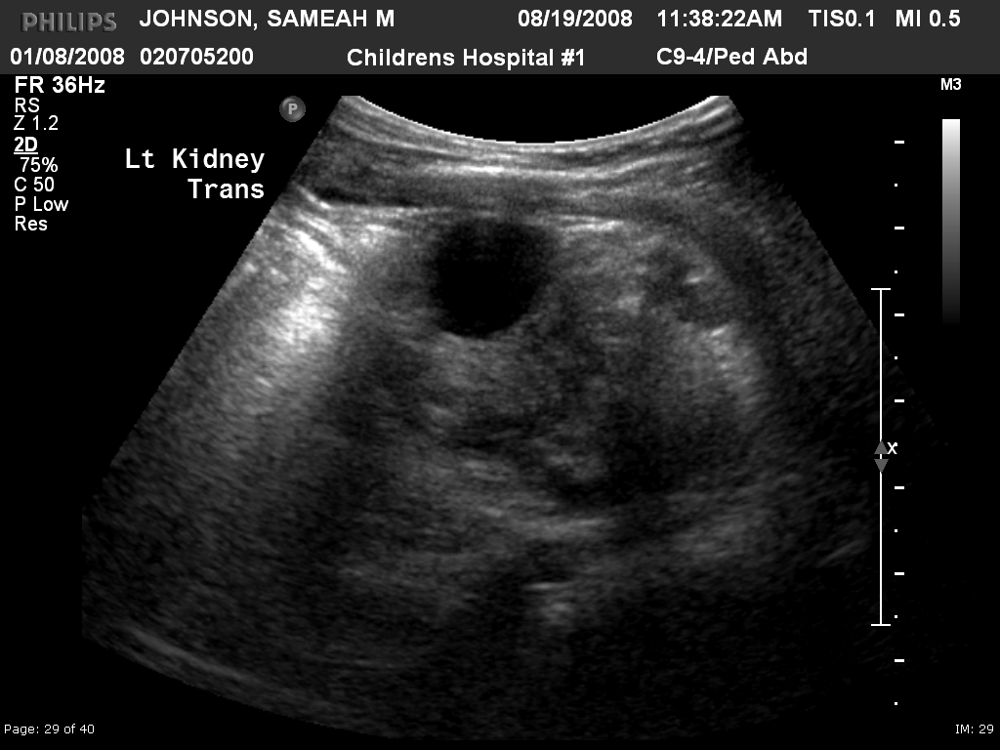 PHILIPS JOHNSON, SAMEAH M 08/19/2008 11:38:22AM TIS0.1 MI 0.5
01/08/2008 020705200 Childrens Hospital #1 C9-4/Ped Abd
FR 36Hz M3
RS
Z 1.2
2D
75%
C 50
P Low
Res
P
Lt Kidney
Trans
x
Page: 29 of 40 IM: 29